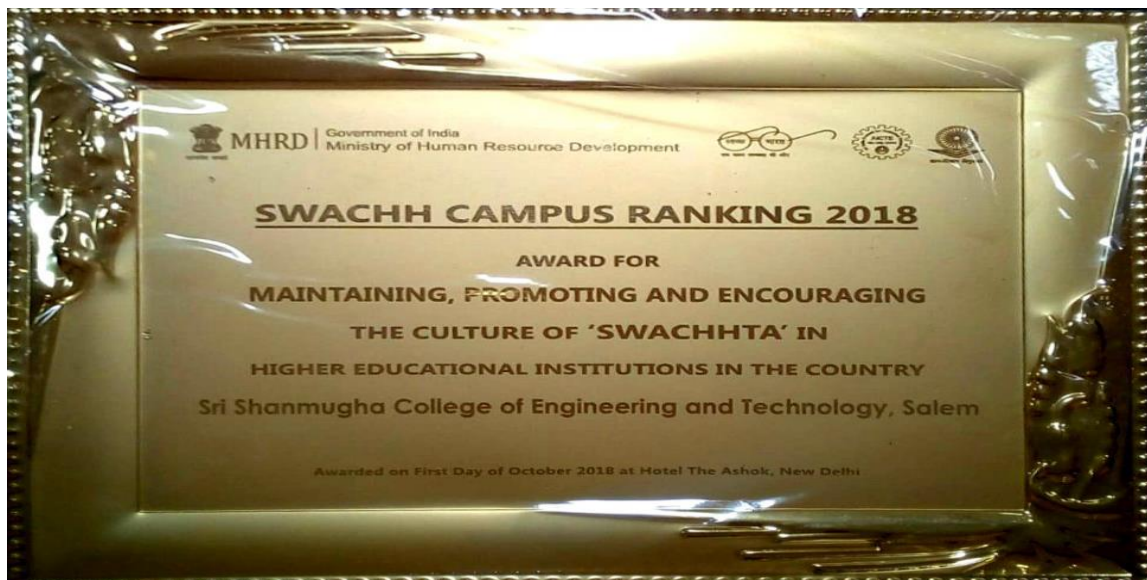 MHRD
Government of India
Ministry of Human Resource Development
SWACHH CAMPUS RANKING 2018
AWARD FOR
MAINTAINING, PROMOTING AND ENCOURAGING
THE CULTURE OF ‘SWACHHTA’ IN
HIGHER EDUCATIONAL INSTITUTIONS IN THE COUNTRY
Sri Shanmugha College of Engineering and Technology, Salem
Awarded on First Day of October 2018 at Hotel The Ashok, New Delhi